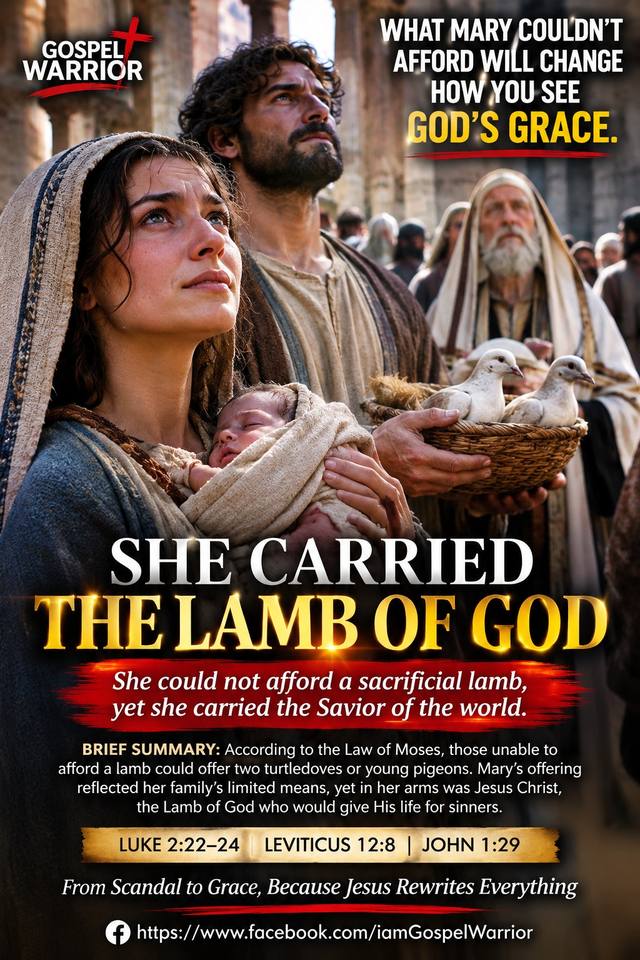 GOSPEL
WARRIOR
WHAT MARY COULDN'T
AFFORD WILL CHANGE
HOW YOU SEE
GOD'S GRACE.
SHE CARRIED
THE LAMB OF GOD
She could not afford a sacrificial lamb,
yet she carried the Savior of the world.
BRIEF SUMMARY: According to the Law of Moses, those unable to
afford a lamb could offer two turtledoves or young pigeons. Mary's offering
reflected her family's limited means, yet in her arms was Jesus Christ,
the Lamb of God who would give His life for sinners.
LUKE 2:22–24 | LEVITICUS 12:8 | JOHN 1:29
From Scandal to Grace, Because Jesus Rewrites Everything
https://www.facebook.com/iamGospelWarrior